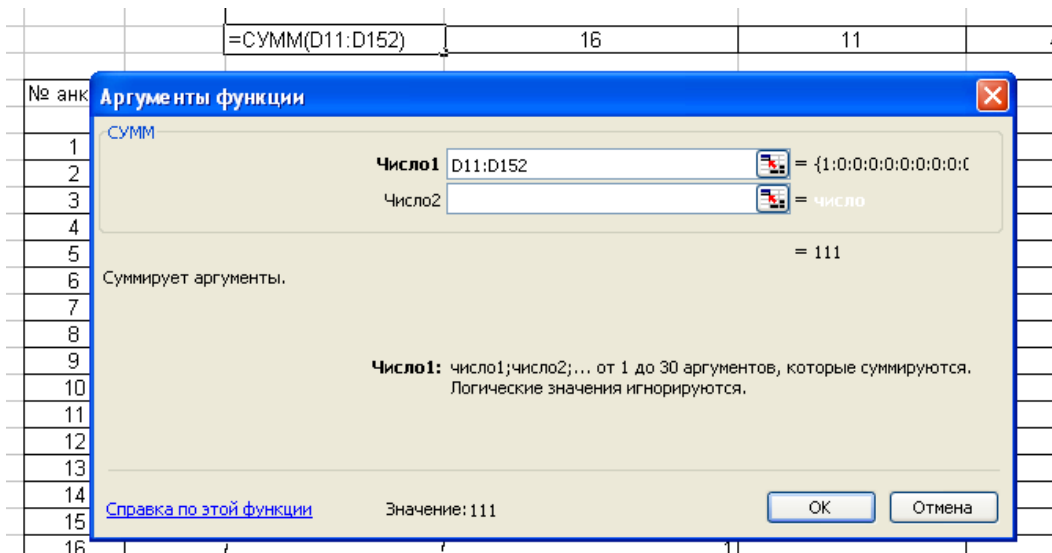 =СУММ(D11:D152) 16 11
№ анк Аргументы функции
СУММ
1 Число1 D11:D152 = {1:0:0:0:0:0:0:0:0:0
2
3 Число2 = число
4
5 = 111
6 Суммирует аргументы.
7
8
9 Число1: число1;число2;... от 1 до 30 аргументов, которые суммируются.
10 Логические значения игнорируются.
11
12
13
14 Справка по этой функции Значение:111 ОК Отмена
15
16 1